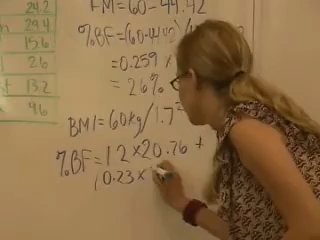 24.2
29.4
15.6
26
13.2
96
FM=60-44.42
%BF=(60-44.42)/
=0.259 ×
=26%
BMI=60kg/1.7
%BF=1.2×20.76 +
(0.23×